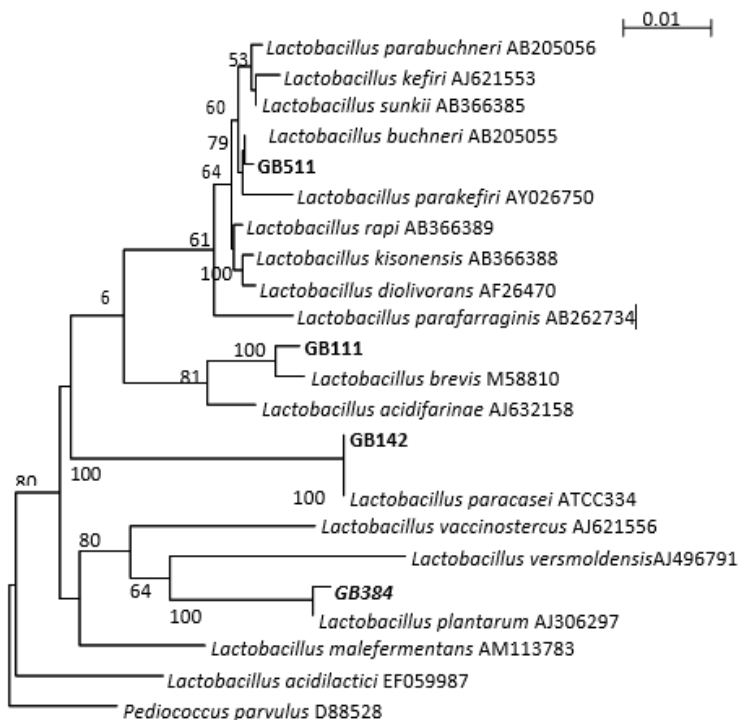 0.01
Lactobacillus parabuchneri AB205056
53
Lactobacillus kefiri AJ621553
Lactobacillus sunkii AB366385
60
Lactobacillus buchneri AB205055
79
GB511
64
Lactobacillus parakefiri AY026750
Lactobacillus rapi AB366389
61
Lactobacillus kisonensis AB366388
100
Lactobacillus diolivorans AF26470
6
Lactobacillus parafarraginis AB262734
100 GB111
81
Lactobacillus brevis M58810
Lactobacillus acidifarinae AJ632158
GB142
100
80
100 Lactobacillus paracasei ATCC334
Lactobacillus vaccinostercus AJ621556
80
Lactobacillus versmoldensisAJ496791
64
GB384
100
Lactobacillus plantarum AJ306297
Lactobacillus malefermentans AM113783
Lactobacillus acidilactici EF059987
Pediococcus parvulus D88528